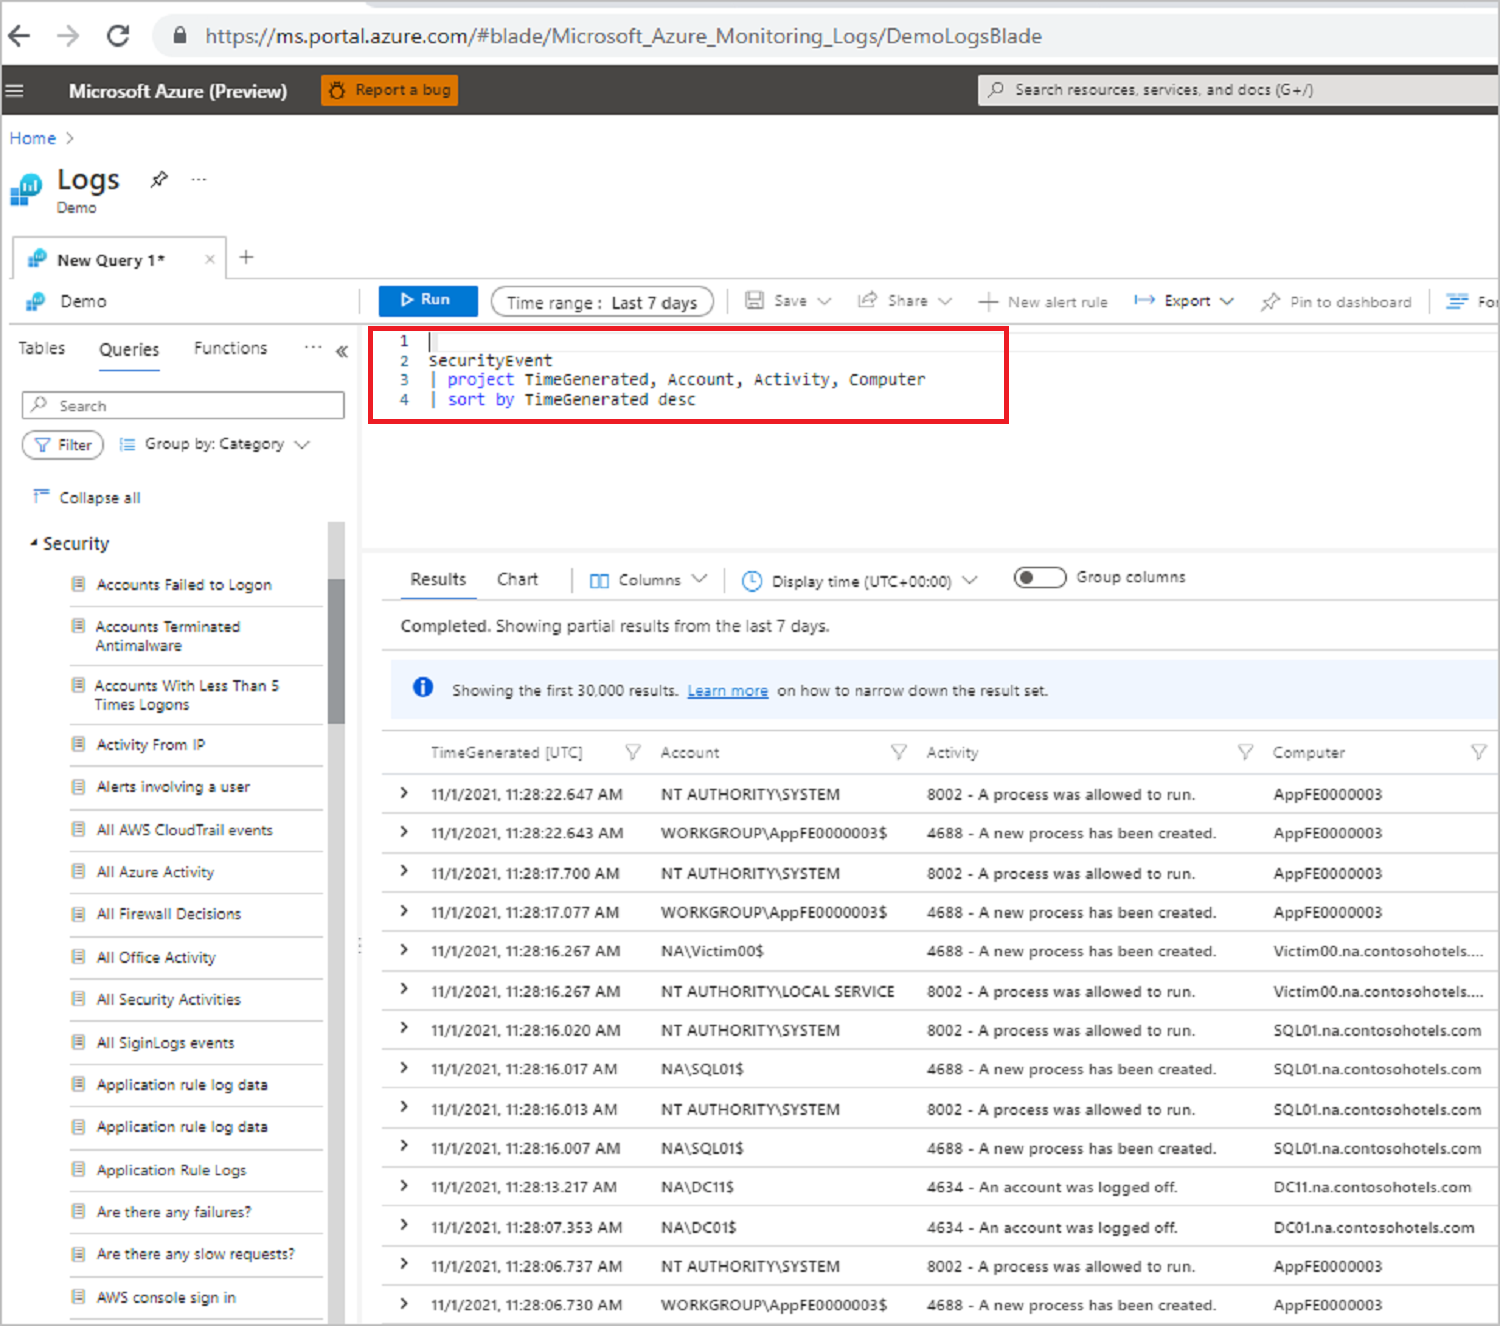 https://ms.portal.azure.com/#blade/Microsoft_Azure_Monitoring_Logs/DemoLogsBlade
Microsoft Azure (Preview) Report a bug Search resources, services, and docs (G+/)
Home >
Logs ...
Demo
New Query 1* × +
Demo Run Time range : Last 7 days Save Share New alert rule Export Pin to dashboard For
Tables Queries Functions ... «
1
2 SecurityEvent
3 | project TimeGenerated, Account, Activity, Computer
4 | sort by TimeGenerated desc
Search
Filter Group by: Category
Collapse all
Security
Accounts Failed to Logon
Accounts Terminated
Antimalware
Accounts With Less Than 5
Times Logons
Activity From IP
Alerts involving a user
All AWS CloudTrail events
All Azure Activity
All Firewall Decisions
All Office Activity
All Security Activities
All SiginLogs events
Application rule log data
Application rule log data
Application Rule Logs
Are there any failures?
Are there any slow requests?
AWS console sign in
Results Chart Columns Display time (UTC+00:00) Group columns
Completed. Showing partial results from the last 7 days.
Showing the first 30,000 results. Learn more on how to narrow down the result set.
TimeGenerated [UTC] Account Activity Computer
> 11/1/2021, 11:28:22.647 AM NT AUTHORITY\SYSTEM 8002 - A process was allowed to run. AppFE0000003
> 11/1/2021, 11:28:22.643 AM WORKGROUP\AppFE0000003$ 4688 - A new process has been created. AppFE0000003
> 11/1/2021, 11:28:17.700 AM NT AUTHORITY\SYSTEM 8002 - A process was allowed to run. AppFE0000003
> 11/1/2021, 11:28:17.077 AM WORKGROUP\AppFE0000003$ 4688 - A new process has been created. AppFE0000003
> 11/1/2021, 11:28:16.267 AM NA\Victim00$ 4688 - A new process has been created. Victim00.na.contosohotels....
> 11/1/2021, 11:28:16.267 AM NT AUTHORITY\LOCAL SERVICE 8002 - A process was allowed to run. Victim00.na.contosohotels....
> 11/1/2021, 11:28:16.020 AM NT AUTHORITY\SYSTEM 8002 - A process was allowed to run. SQL01.na.contosohotels.com
> 11/1/2021, 11:28:16.017 AM NA\SQL01$ 4688 - A new process has been created. SQL01.na.contosohotels.com
> 11/1/2021, 11:28:16.013 AM NT AUTHORITY\SYSTEM 8002 - A process was allowed to run. SQL01.na.contosohotels.com
> 11/1/2021, 11:28:16.007 AM NA\SQL01$ 4688 - A new process has been created. SQL01.na.contosohotels.com
> 11/1/2021, 11:28:13.217 AM NA\DC11$ 4634 - An account was logged off. DC11.na.contosohotels.com
> 11/1/2021, 11:28:07.353 AM NA\DC01$ 4634 - An account was logged off. DC01.na.contosohotels.com
> 11/1/2021, 11:28:06.737 AM NT AUTHORITY\SYSTEM 8002 - A process was allowed to run. AppFE0000003
> 11/1/2021, 11:28:06.730 AM WORKGROUP\AppFE0000003$ 4688 - A new process has been created. AppFE0000003